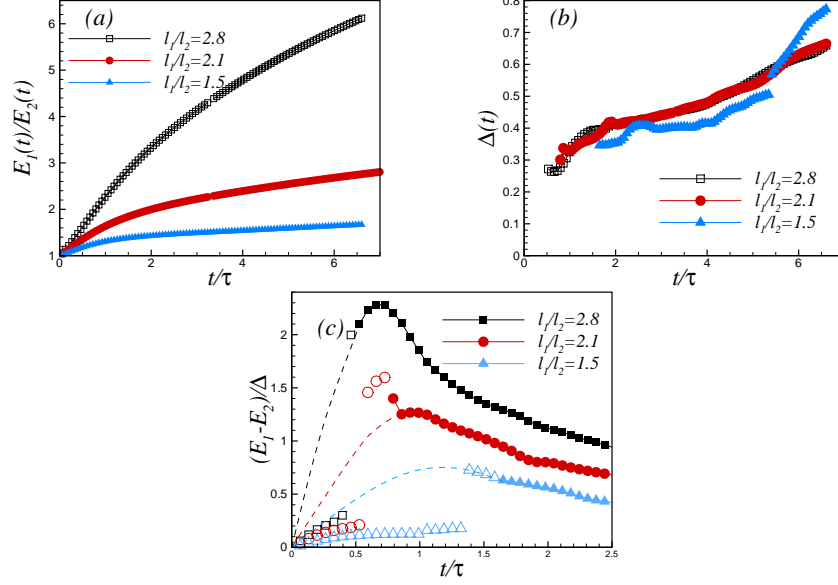 (a)
l₁/l₂=2.8
l₁/l₂=2.1
l₁/l₂=1.5
E₁(t)/E₂(t)
6
5
4
3
2
1
0 2 4 6
t/τ
(b)
0.8
0.7
0.6
0.5
0.4
0.3
0.2
0.1
0
Δ(t)
l₁/l₂=2.8
l₁/l₂=2.1
l₁/l₂=1.5
0 2 4 6
t/τ
(c)
l₁/l₂=2.8
l₁/l₂=2.1
l₁/l₂=1.5
(E₁-E₂)/Δ
2
1.5
1
0.5
0
0 0.5 1 1.5 2 2.5
t/τ